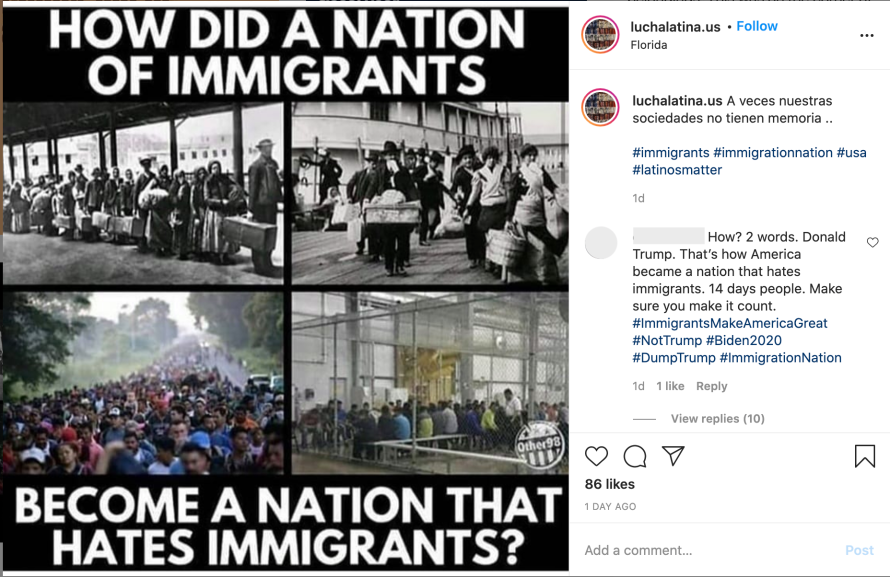 HOW DID A NATION
OF IMMIGRANTS
Other98
BECOME A NATION THAT
HATES IMMIGRANTS?
luchalatina.us • Follow
Florida
luchalatina.us A veces nuestras
sociedades no tienen memoria ..
#immigrants #immigrationnation #usa
#latinosmatter
1d
How? 2 words. Donald
Trump. That's how America
became a nation that hates
immigrants. 14 days people. Make
sure you make it count.
#ImmigrantsMakeAmericaGreat
#NotTrump #Biden2020
#DumpTrump #ImmigrationNation
1d 1 like Reply
View replies (10)
86 likes
1 DAY AGO
Add a comment... Post